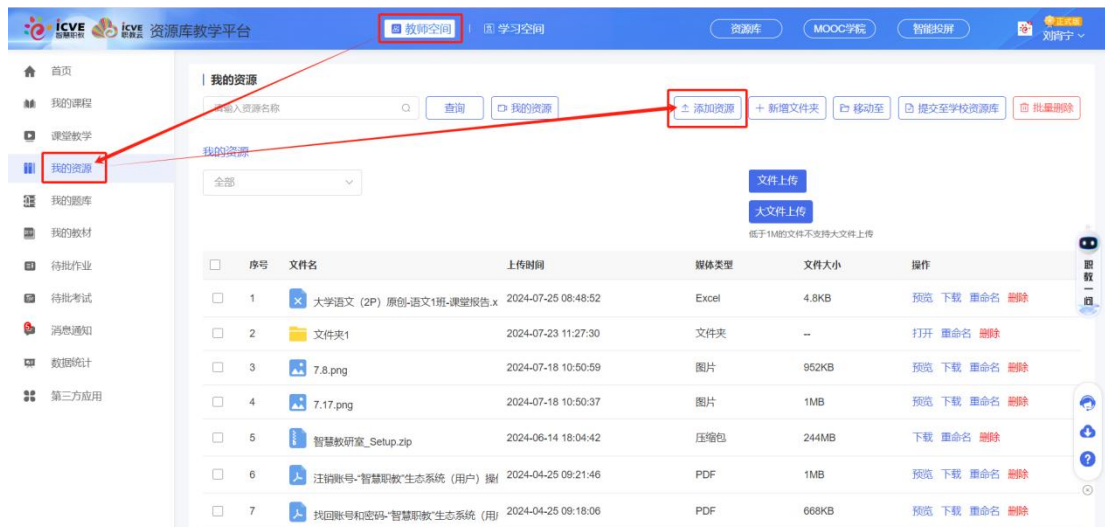 icve 智慧职教 icve 职教云 资源库教学平台 教师空间 学习空间 资源库 MOOC学院 智能投屏 正式版 刘肖宁
首页
我的课程
课堂教学
我的资源
我的题库
我的教材
待批作业
待批考试
消息通知
数据统计
第三方应用
我的资源
请输入资源名称 查询 我的资源 添加资源 新增文件夹 移动至 提交至学校资源库 批量删除
我的资源
全部
文件上传
大文件上传
低于1M的文件不支持大文件上传
序号 文件名 上传时间 媒体类型 文件大小 操作
1 大学语文（2P）原创-语文1班-课堂报告.x 2024-07-25 08:48:52 Excel 4.8KB 预览 下载 重命名 删除
2 文件夹1 2024-07-23 11:27:30 文件夹 -- 打开 重命名 删除
3 7.8.png 2024-07-18 10:50:59 图片 952KB 预览 下载 重命名 删除
4 7.17.png 2024-07-18 10:50:37 图片 1MB 预览 下载 重命名 删除
5 智慧教研室_Setup.zip 2024-06-14 18:04:42 压缩包 244MB 下载 重命名 删除
6 注销账号-“智慧职教”生态系统（用户）操 2024-04-25 09:21:46 PDF 1MB 预览 下载 重命名 删除
7 找回账号和密码-“智慧职教”生态系统（用 2024-04-25 09:18:06 PDF 668KB 预览 下载 重命名 删除
职教一问